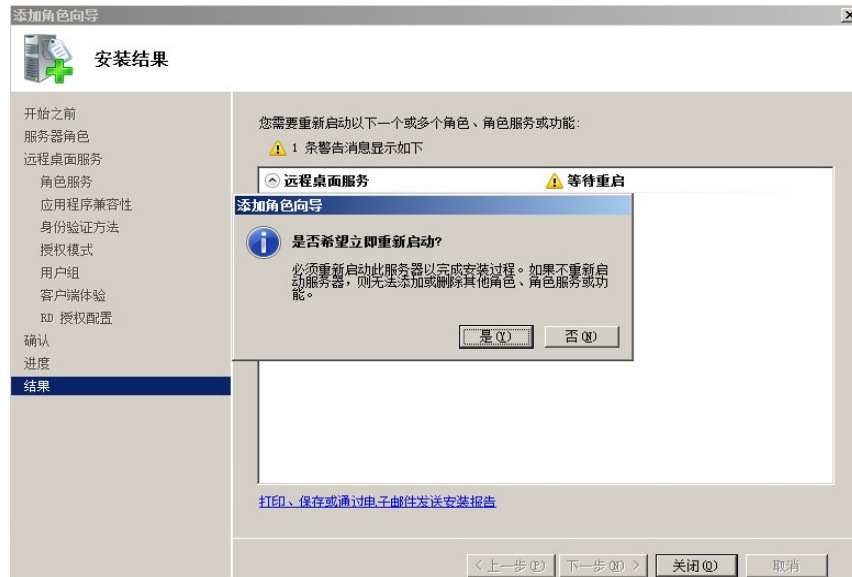 添加角色向导
安装结果
开始之前
服务器角色
远程桌面服务
角色服务
应用程序兼容性
身份验证方法
授权模式
用户组
客户端体验
RD 授权配置
确认
进度
结果
您需要重新启动以下一个或多个角色、角色服务或功能:
1 条警告消息显示如下
远程桌面服务 等待重启
添加角色向导
是否希望立即重新启动?
必须重新启动此服务器以完成安装过程。如果不重新启
动服务器，则无法添加或删除其他角色、角色服务或功
能。
是(Y) 否(N)
打印、保存或通过电子邮件发送安装报告
< 上一步(P) 下一步(N) > 关闭(O) 取消